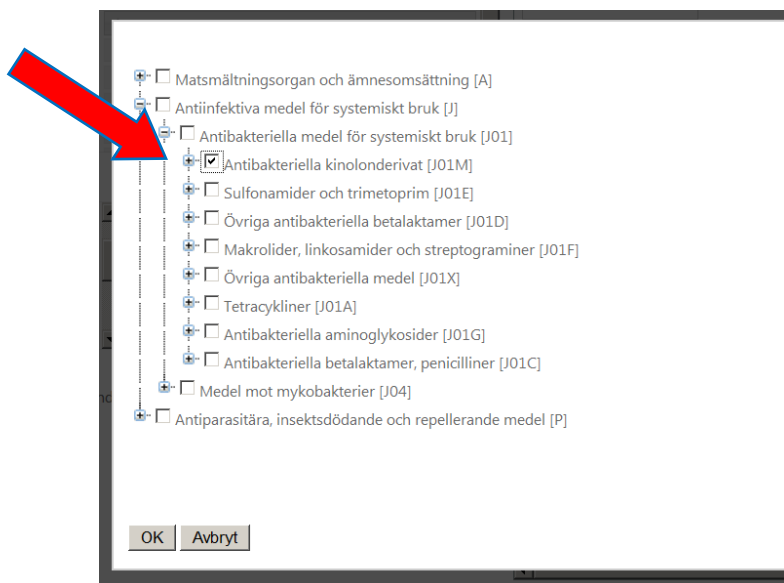 Matsmältningsorgan och ämnesomsättning [A]
Antiinfektiva medel för systemiskt bruk [J]
Antibakteriella medel för systemiskt bruk [J01]
Antibakteriella kinolonderivat [J01M]
Sulfonamider och trimetoprim [J01E]
Övriga antibakteriella betalaktamer [J01D]
Makrolider, linkosamider och streptograminer [J01F]
Övriga antibakteriella medel [J01X]
Tetracykliner [J01A]
Antibakteriella aminoglykosider [J01G]
Antibakteriella betalaktamer, penicilliner [J01C]
Medel mot mykobakterier [J04]
Antiparasitära, insektsdödande och repellerande medel [P]
OK Avbryt